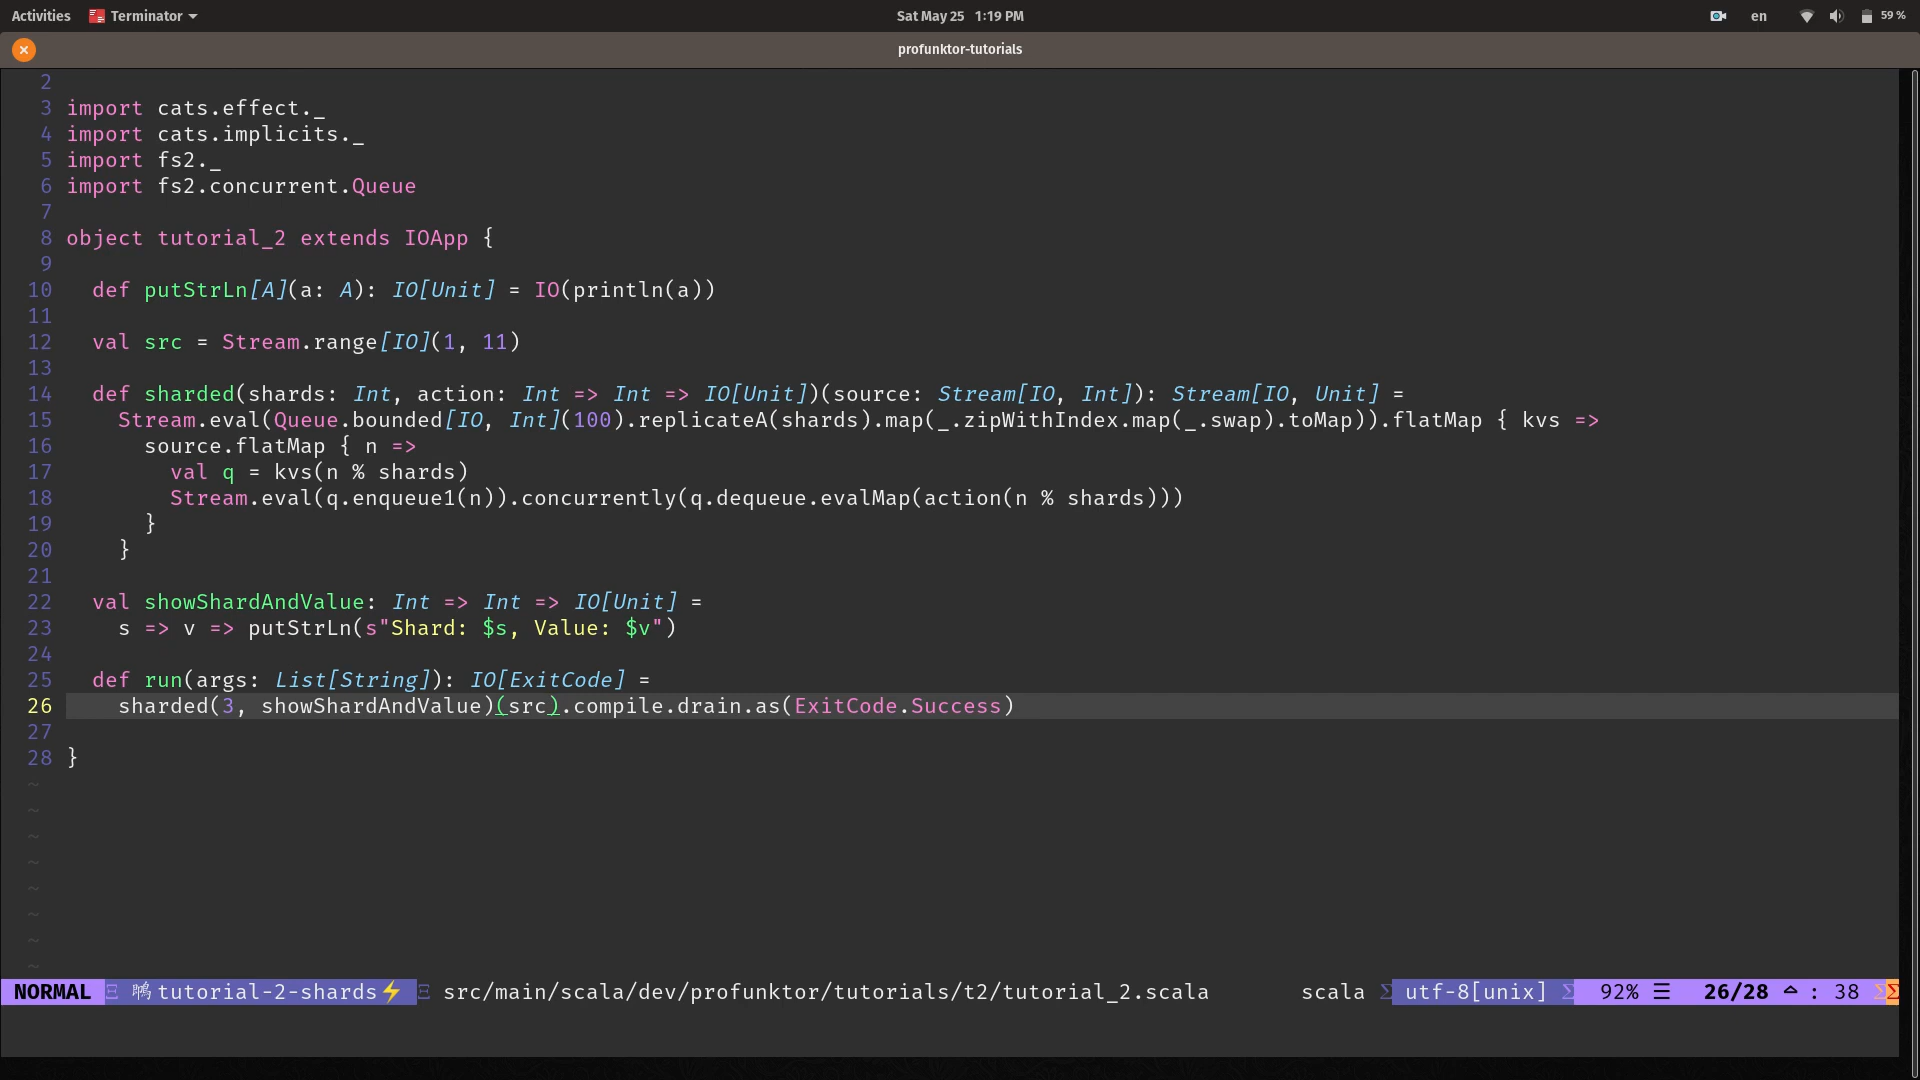 Activities Terminator Sat May 25 1:19 PM en 59 %
profunktor-tutorials
2
3 import cats.effect._
4 import cats.implicits._
5 import fs2._
6 import fs2.concurrent.Queue
7
8 object tutorial_2 extends IOApp {
9
10   def putStrLn[A](a: A): IO[Unit] = IO(println(a))
11
12   val src = Stream.range[IO](1, 11)
13
14   def sharded(shards: Int, action: Int => Int => IO[Unit])(source: Stream[IO, Int]): Stream[IO, Unit] =
15     Stream.eval(Queue.bounded[IO, Int](100).replicateA(shards).map(_.zipWithIndex.map(_.swap).toMap)).flatMap { kvs =>
16       source.flatMap { n =>
17         val q = kvs(n % shards)
18         Stream.eval(q.enqueue1(n)).concurrently(q.dequeue.evalMap(action(n % shards)))
19       }
20     }
21
22   val showShardAndValue: Int => Int => IO[Unit] =
23     s => v => putStrLn(s"Shard: $s, Value: $v")
24
25   def run(args: List[String]): IO[ExitCode] =
26     sharded(3, showShardAndValue)(src).compile.drain.as(ExitCode.Success)
27
28 }
~
~
~
~
~
~
~
~
NORMAL tutorial-2-shards⚡ src/main/scala/dev/profunktor/tutorials/t2/tutorial_2.scala scala utf-8[unix] 92% ☰ 26/28 : 38